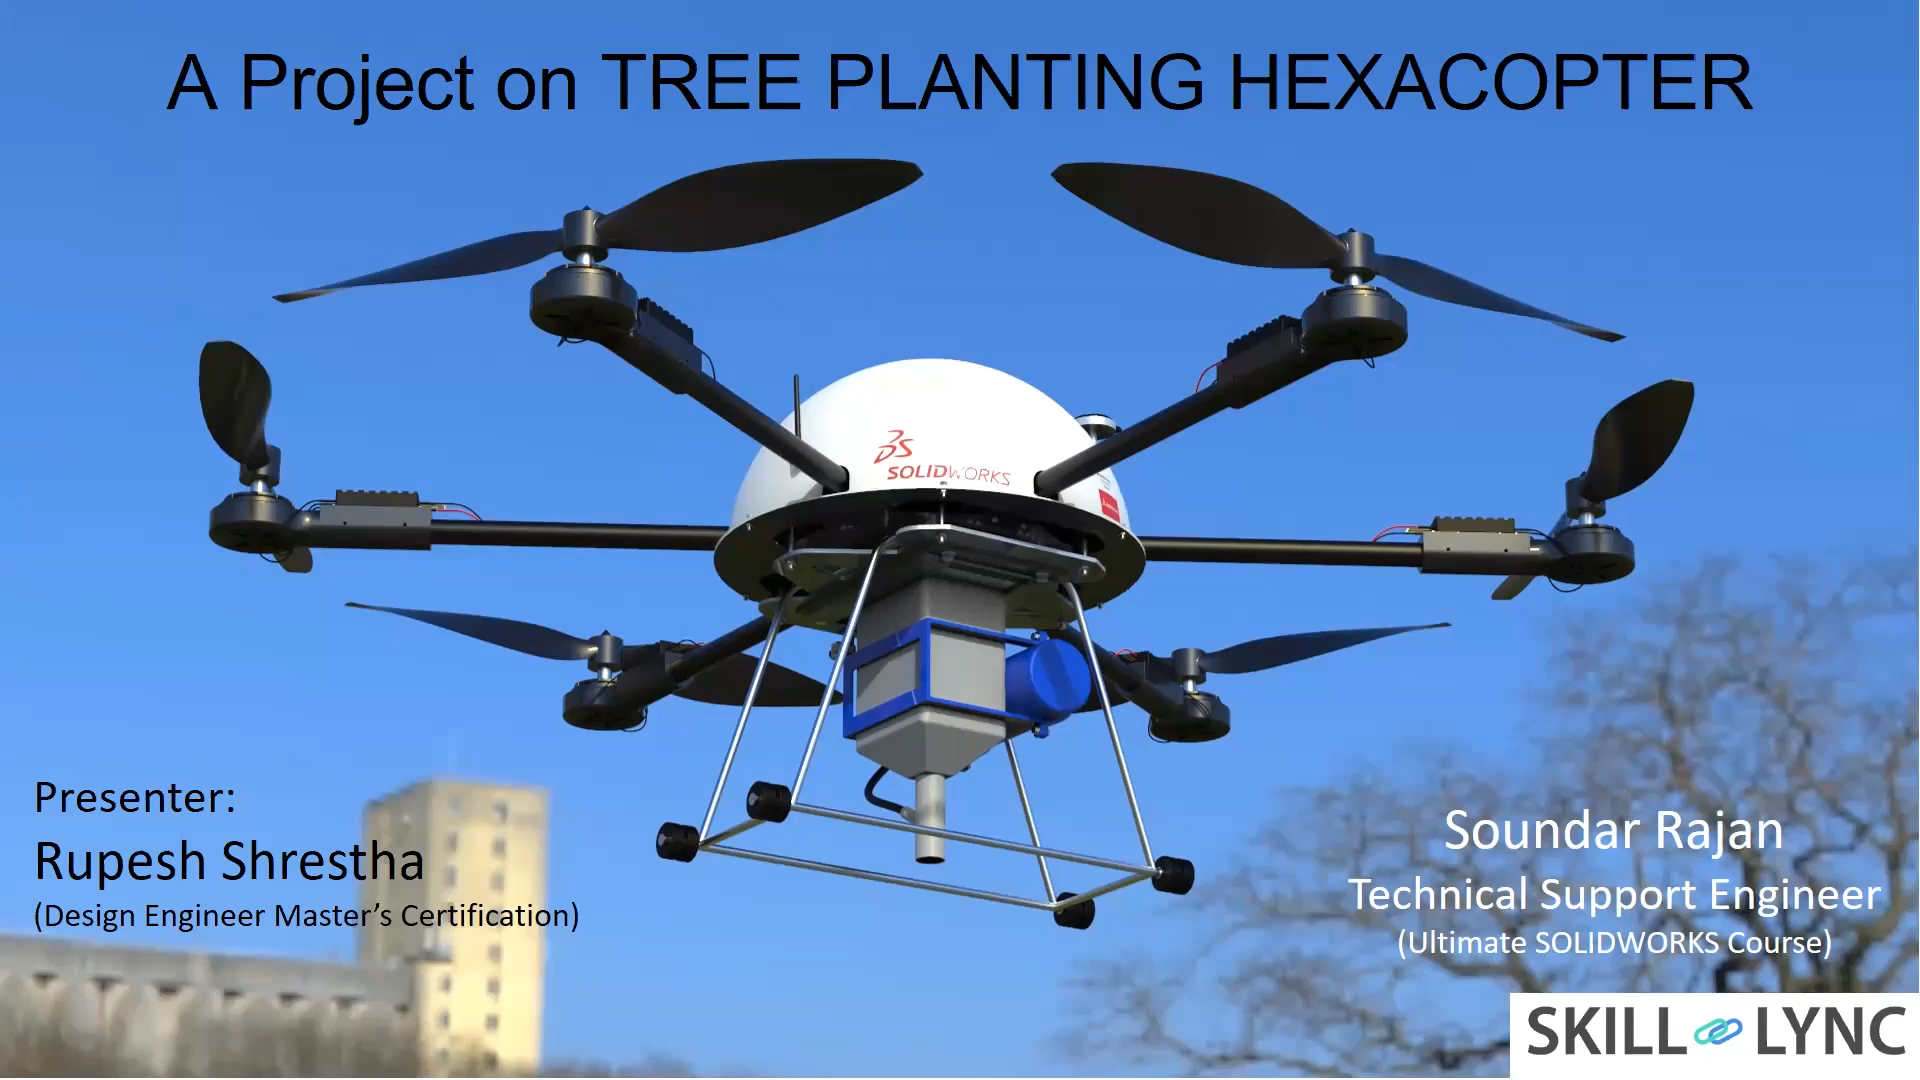 A Project on TREE PLANTING HEXACOPTER
DS
SOLIDWORKS
Presenter:
Rupesh Shrestha
(Design Engineer Master's Certification)
Soundar Rajan
Technical Support Engineer
(Ultimate SOLIDWORKS Course)
SKILL LYNC